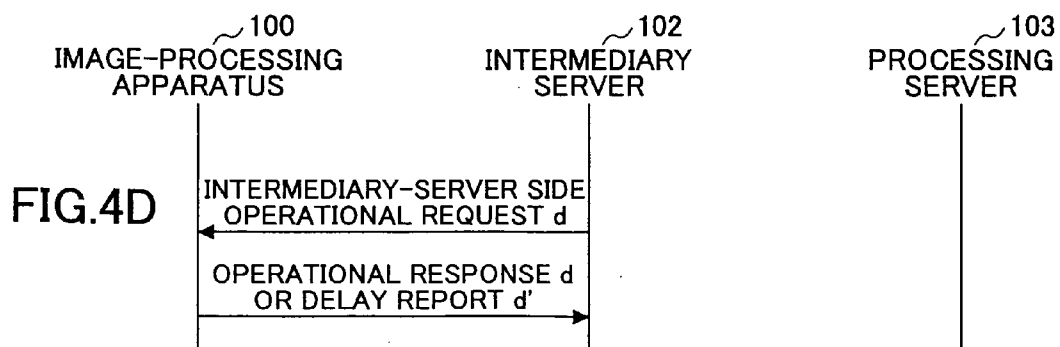 100
IMAGE-PROCESSING
APPARATUS
102
INTERMEDIARY
SERVER
103
PROCESSING
SERVER
FIG.4D
INTERMEDIARY-SERVER SIDE
OPERATIONAL REQUEST d
OPERATIONAL RESPONSE d
OR DELAY REPORT d'